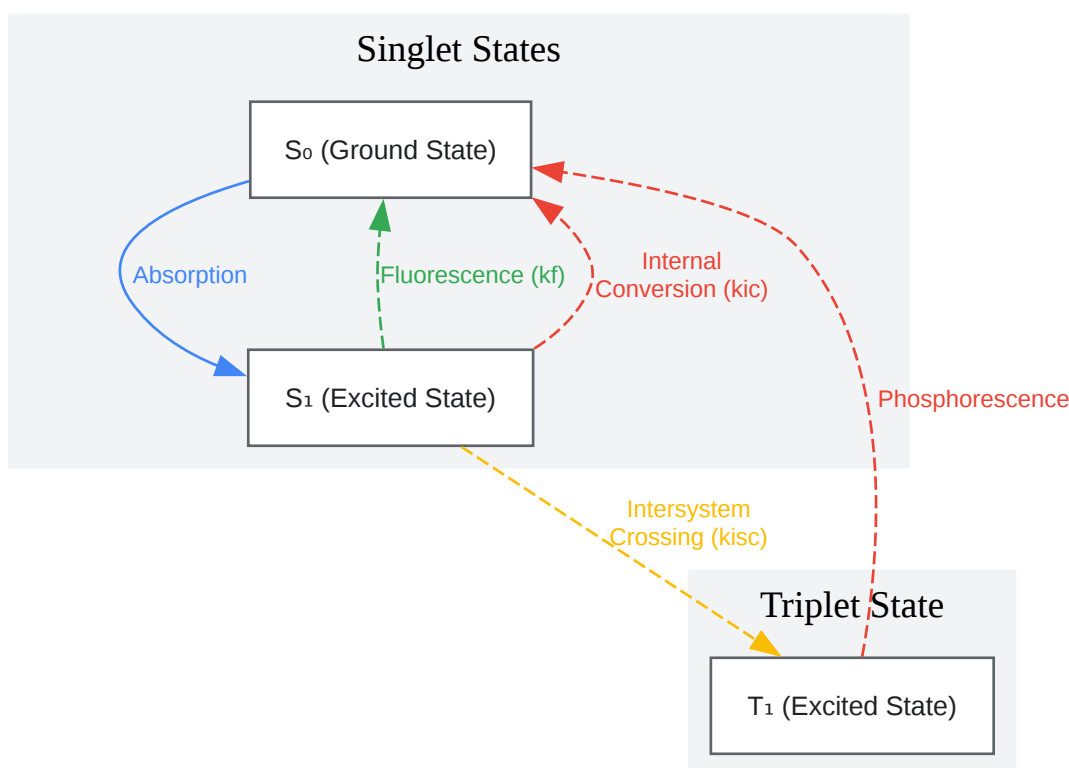 Singlet States
S₀ (Ground State)
Absorption
Fluorescence (kf)
Internal
Conversion (kic)
S₁ (Excited State)
Phosphorescence
Intersystem
Crossing (kisc)
Triplet State
T₁ (Excited State)